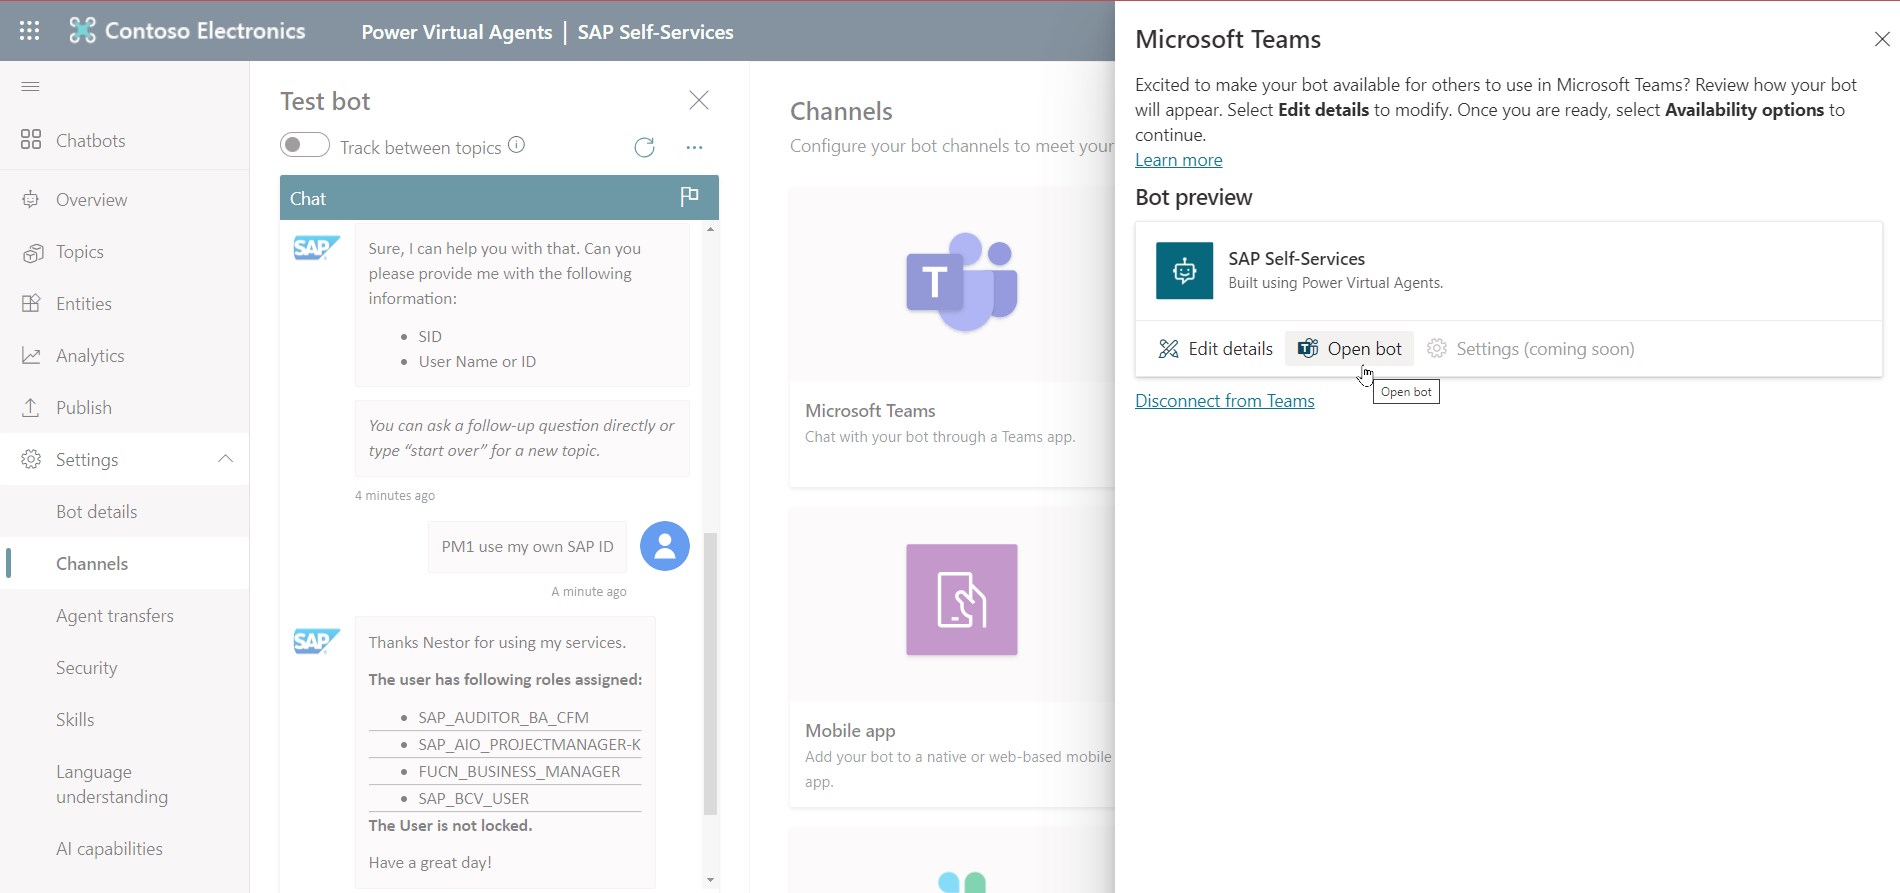 Contoso Electronics
Power Virtual Agents | SAP Self-Services
Chatbots
Overview
Topics
Entities
Analytics
Publish
Settings
Bot details
Channels
Agent transfers
Security
Skills
Language
understanding
AI capabilities
Test bot
Track between topics
Chat
SAP
Sure, I can help you with that. Can you
please provide me with the following
information:
• SID
• User Name or ID
You can ask a follow-up question directly or
type “start over” for a new topic.
4 minutes ago
PM1 use my own SAP ID
A minute ago
SAP
Thanks Nestor for using my services.
The user has following roles assigned:
• SAP_AUDITOR_BA_CFM
• SAP_AIO_PROJECTMANAGER-K
• FUCN_BUSINESS_MANAGER
• SAP_BCV_USER
The User is not locked.
Have a great day!
Channels
Configure your bot channels to meet your
T
Microsoft Teams
Chat with your bot through a Teams app.
Mobile app
Add your bot to a native or web-based mobile
app.
Microsoft Teams
Excited to make your bot available for others to use in Microsoft Teams? Review how your bot
will appear. Select Edit details to modify. Once you are ready, select Availability options to
continue.
Learn more
Bot preview
SAP Self-Services
Built using Power Virtual Agents.
Edit details
Open bot
Settings (coming soon)
Open bot
Disconnect from Teams